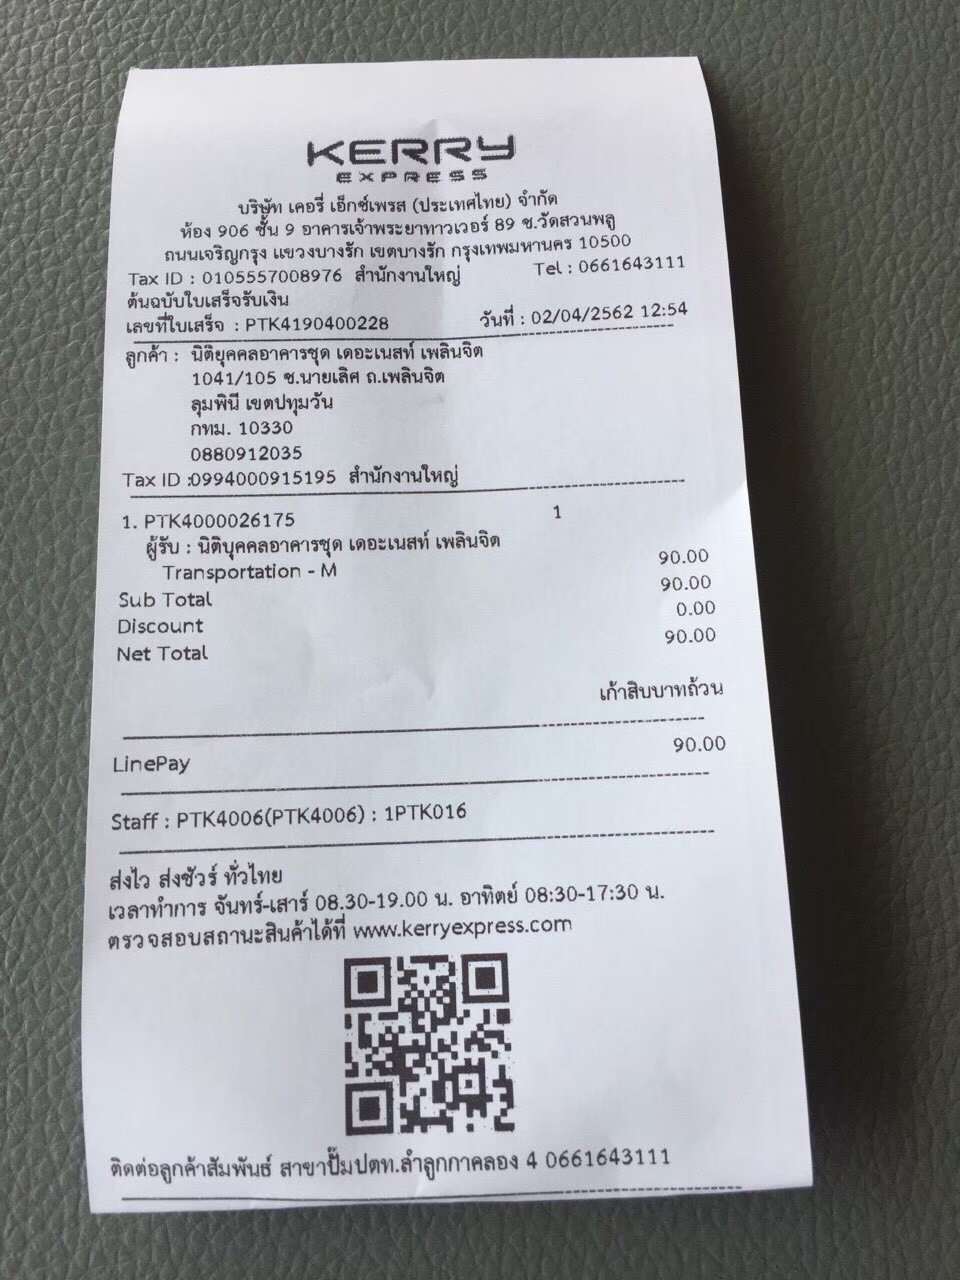 KERRY
EXPRESS
บริษัท เคอรี่ เอ็กซ์เพรส (ประเทศไทย) จำกัด
ห้อง 906 ชั้น 9 อาคารเจ้าพระยาทาวเวอร์ 89 ซ.วัดสวนพลู
ถนนเจริญกรุง แขวงบางรัก เขตบางรัก กรุงเทพมหานคร 10500
Tax ID : 0105557008976 สำนักงานใหญ่ Tel : 0661643111
ต้นฉบับใบเสร็จรับเงิน
เลขที่ใบเสร็จ : PTK4190400228 วันที่ : 02/04/2562 12:54
ลูกค้า : นิติยุคคลอาคารชุด เดอะเนสท์ เพลินจิต
1041/105 ซ.นายเลิศ ถ.เพลินจิต
ลุมพินี เขตปทุมวัน
กทม. 10330
0880912035
Tax ID :0994000915195 สำนักงานใหญ่
1. PTK4000026175 1
ผู้รับ : นิติบุคคลอาคารชุด เดอะเนสท์ เพลินจิต
Transportation - M 90.00
Sub Total 90.00
Discount 0.00
Net Total 90.00
เก้าสิบบาทถ้วน
LinePay 90.00
Staff : PTK4006(PTK4006) : 1PTK016
ส่งไว ส่งชัวร์ ทั่วไทย
เวลาทำการ จันทร์-เสาร์ 08.30-19.00 น. อาทิตย์ 08:30-17:30 น.
ตรวจสอบสถานะสินค้าได้ที่ www.kerryexpress.com
ติดต่อลูกค้าสัมพันธ์ สาขาปั๊มปตท.ลำลูกกาคลอง 4 0661643111